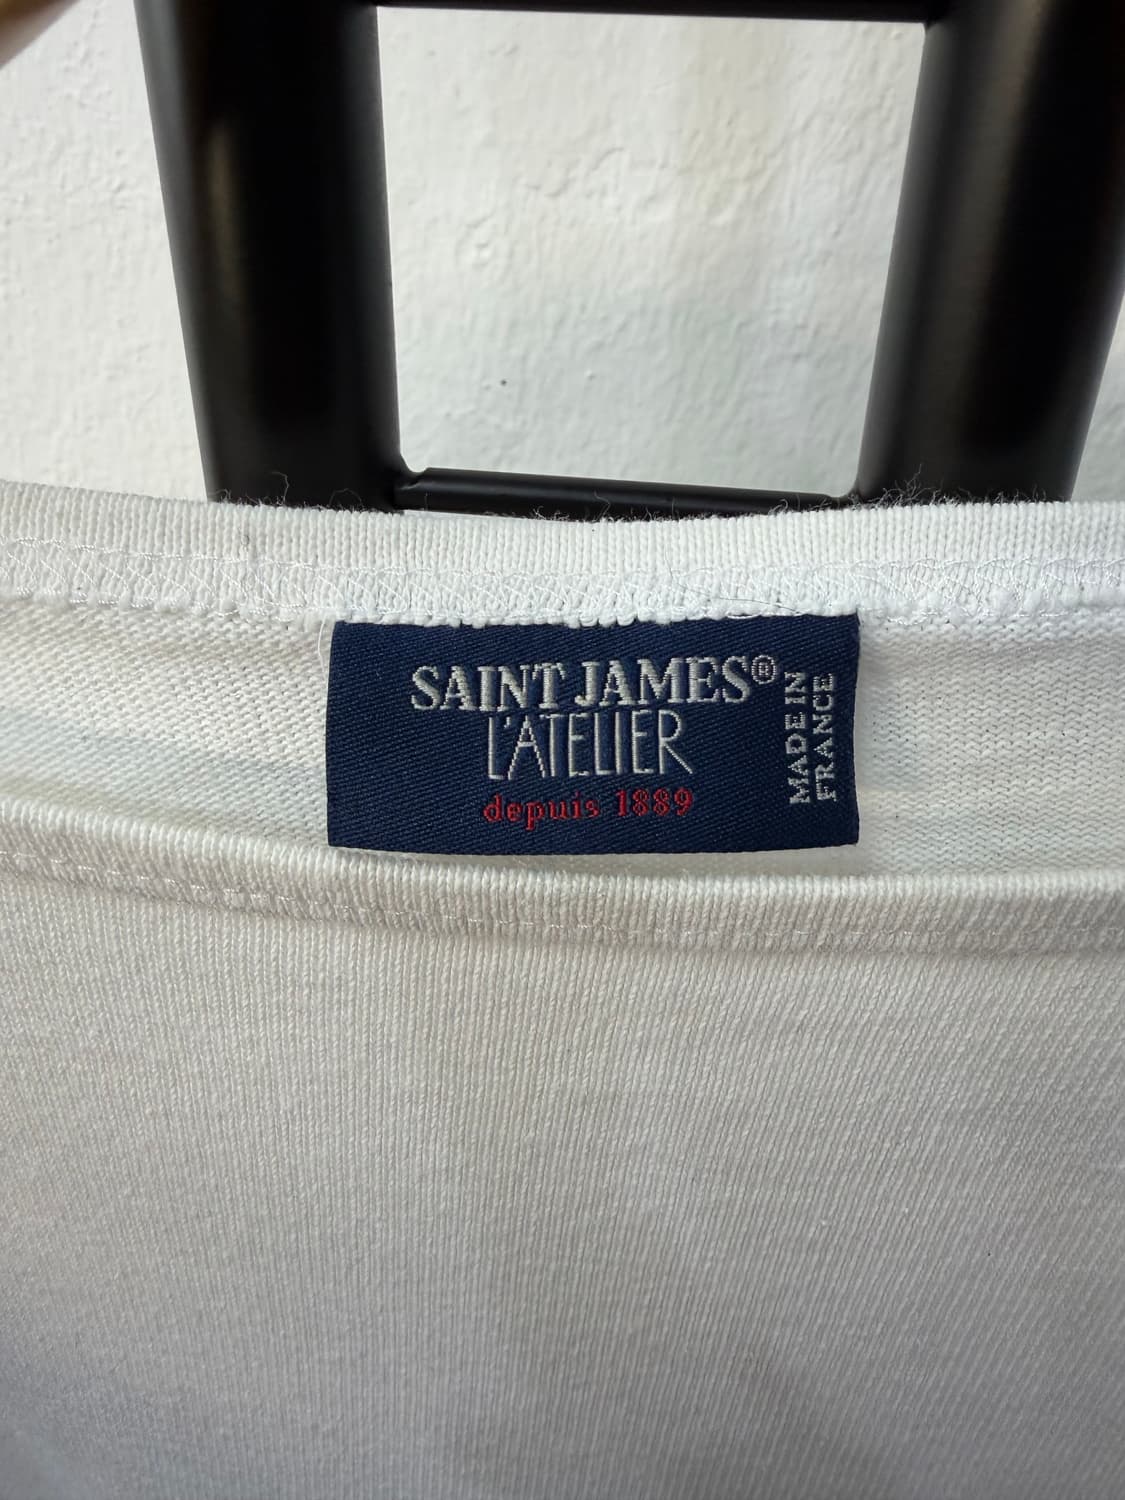 SAINT JAMES®
L'ATELIER
depuis 1889
MADE IN
FRANCE